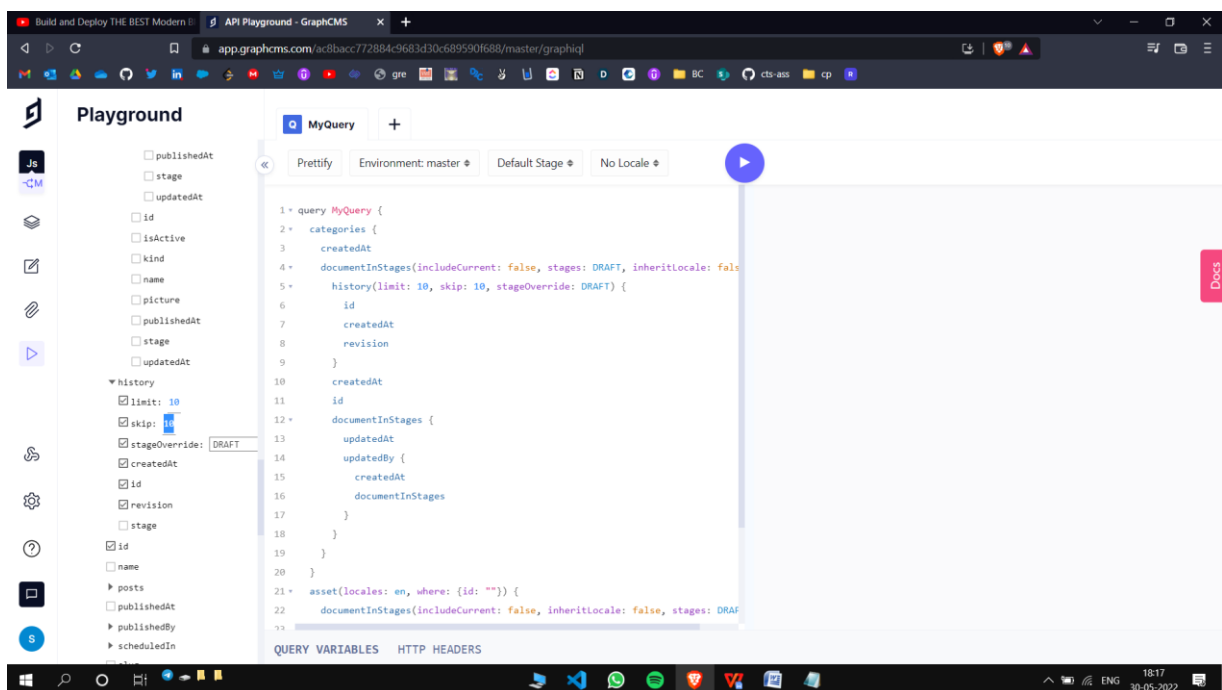 Build and Deploy THE BEST Modern Bl
API Playground - GraphCMS
app.graphcms.com/ac8bacc772884c9683d30c689590f688/master/graphiql
gre
BC
cts-ass
cp
Playground
Q MyQuery
Js
M
Prettify
Environment: master
Default Stage
No Locale
publishedAt
stage
updatedAt
id
isActive
kind
name
picture
publishedAt
stage
updatedAt
history
limit: 10
skip: 10
stageOverride: DRAFT
createdAt
id
revision
stage
id
name
posts
publishedAt
publishedBy
scheduledIn
S
1 query MyQuery {
2 categories {
3 createdAt
4 documentInStages(includeCurrent: false, stages: DRAFT, inheritLocale: fals
5 history(limit: 10, skip: 10, stageOverride: DRAFT) {
6 id
7 createdAt
8 revision
9 }
10 createdAt
11 id
12 documentInStages {
13 updatedAt
14 updatedBy {
15 createdAt
16 documentInStages
17 }
18 }
19 }
20 }
21 asset(locales: en, where: {id: ""}) {
22 documentInStages(includeCurrent: false, inheritLocale: false, stages: DRAF
23
QUERY VARIABLES HTTP HEADERS
Docs
ENG
18:17
30-05-2022